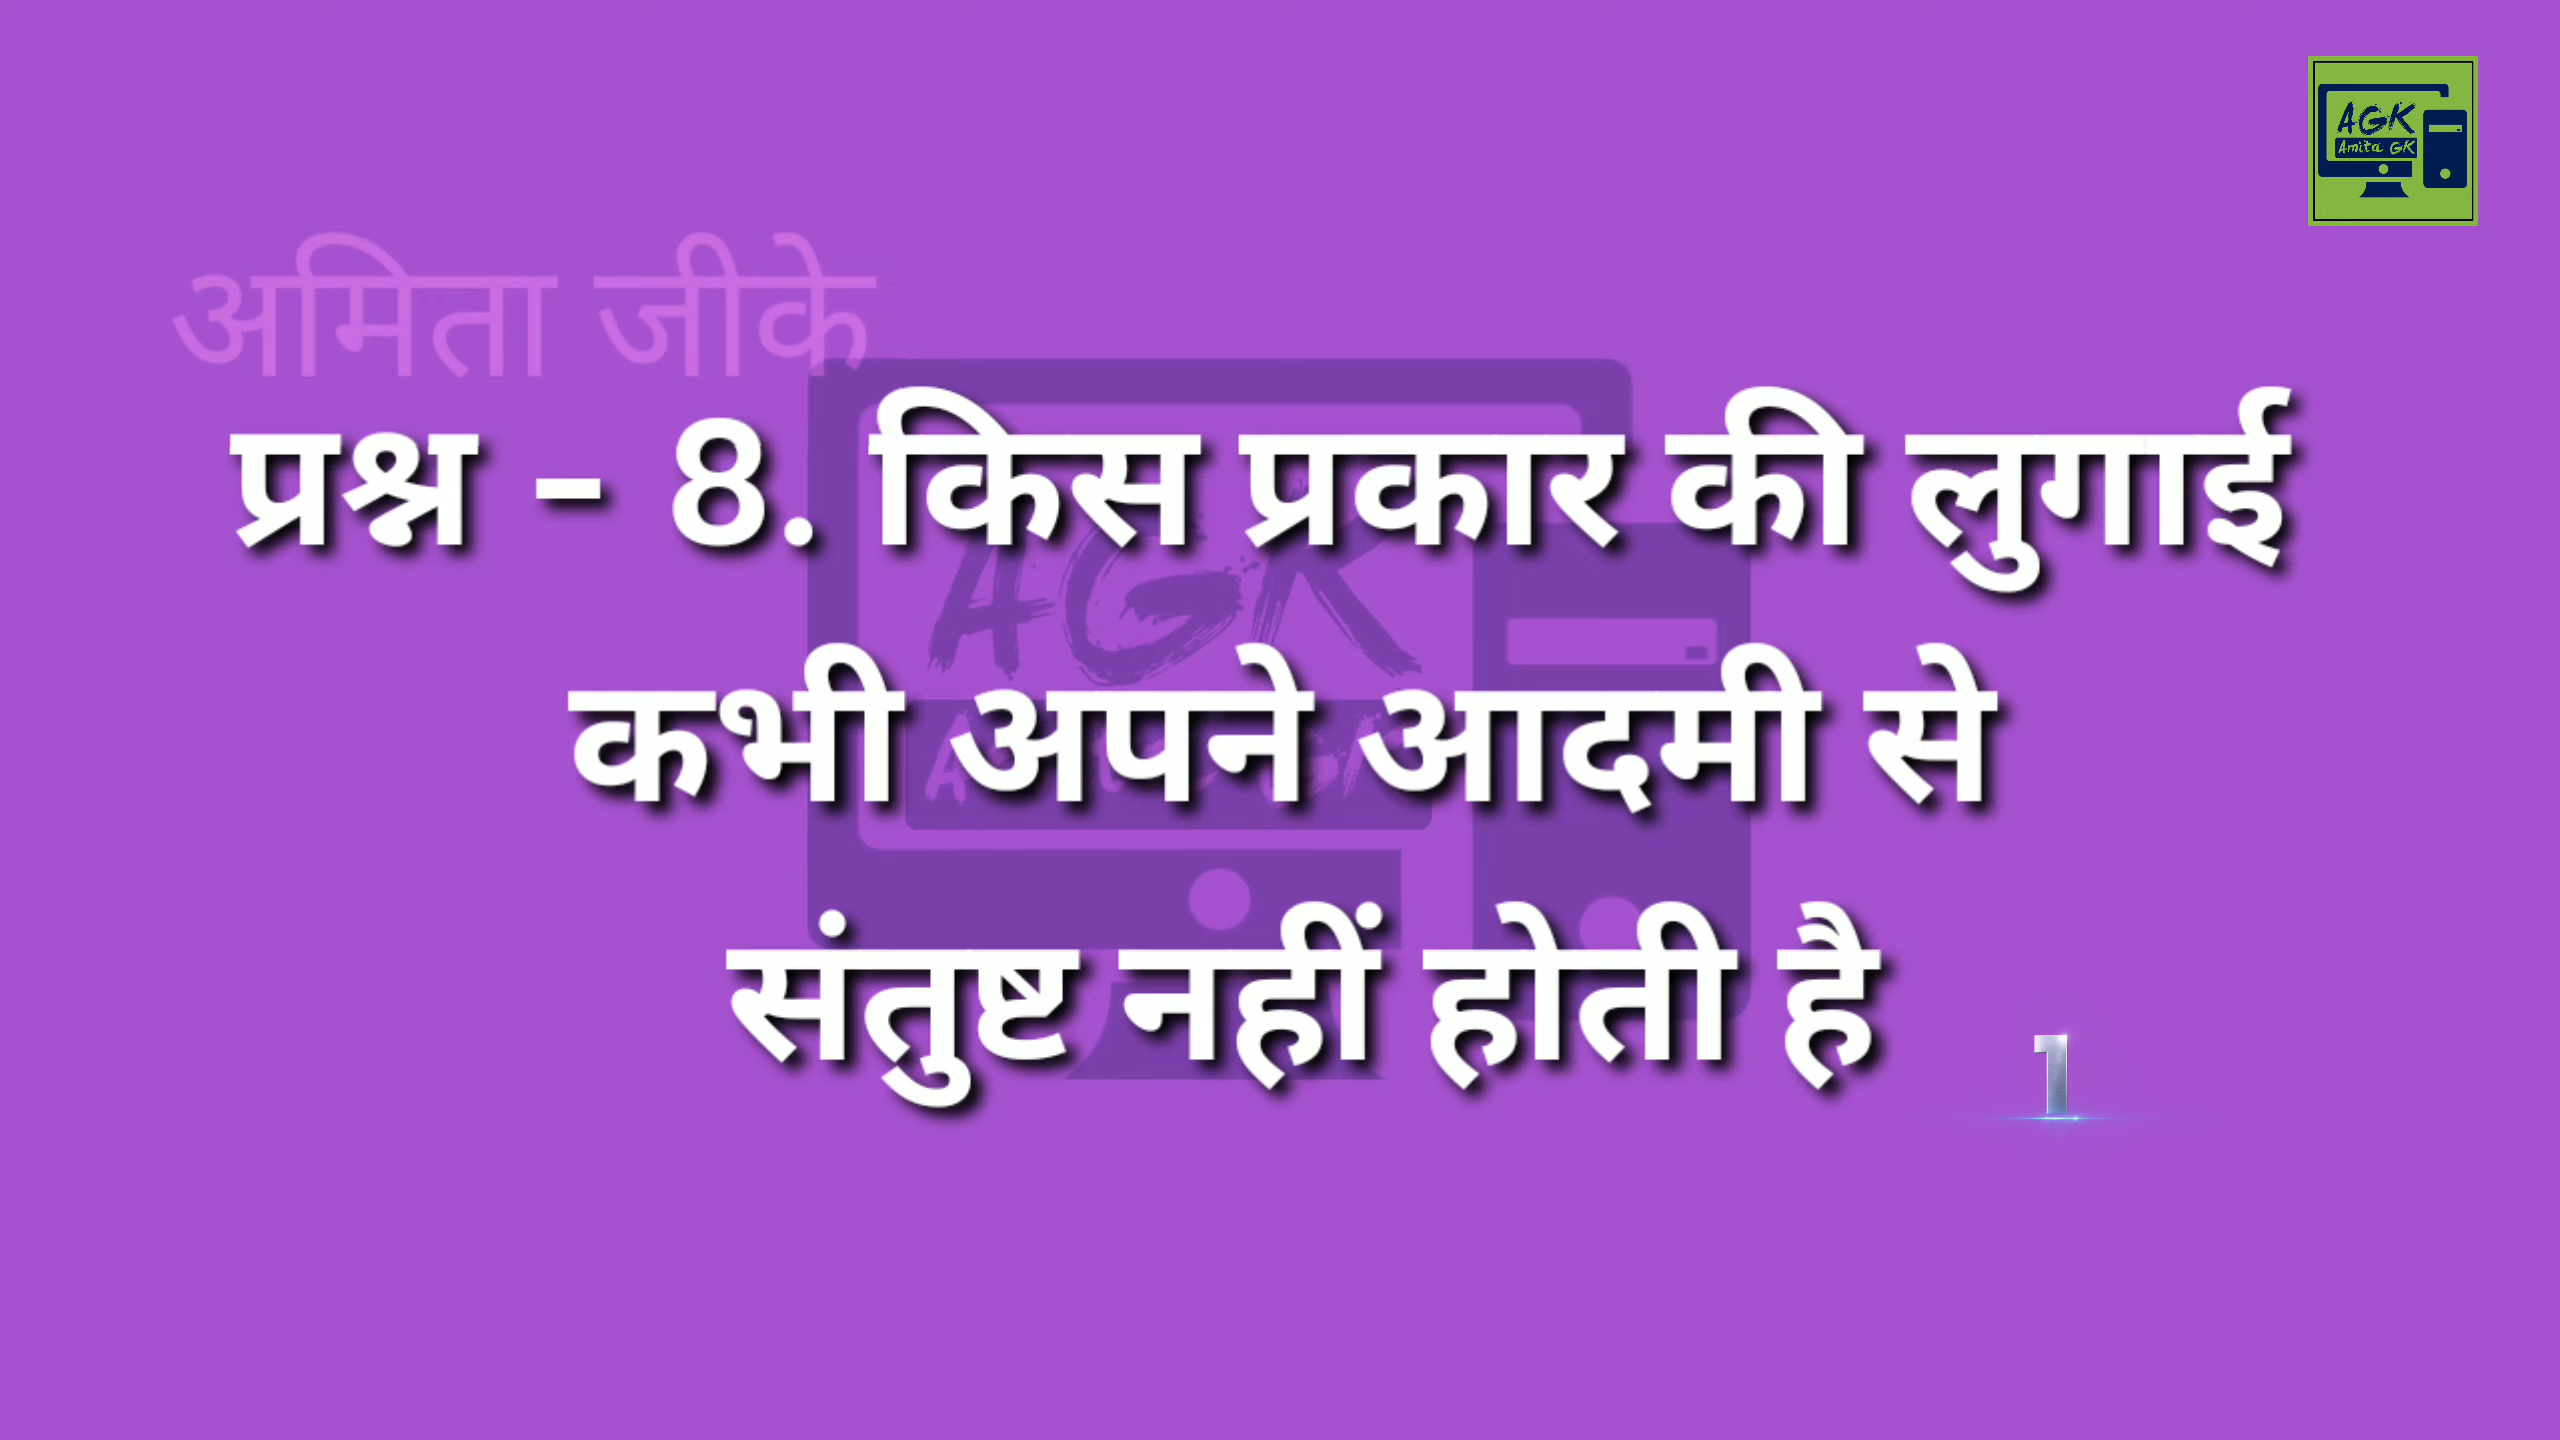 AGK
Amita GK
अमिता जीके
प्रश्न - 8. किस प्रकार की लुगाई
कभी अपने आदमी से
संतुष्ट नहीं होती है
1